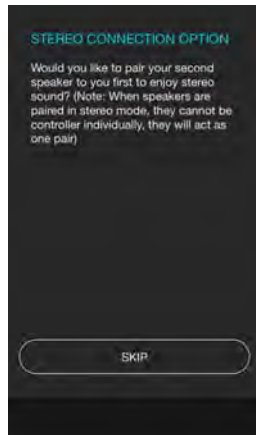 STEREO CONNECTION OPTION
Would you like to pair your second
speaker to you first to enjoy stereo
sound? (Note: When speakers are
paired in stereo mode, they cannot be
controller individually, they will act as
one pair)
SKIP